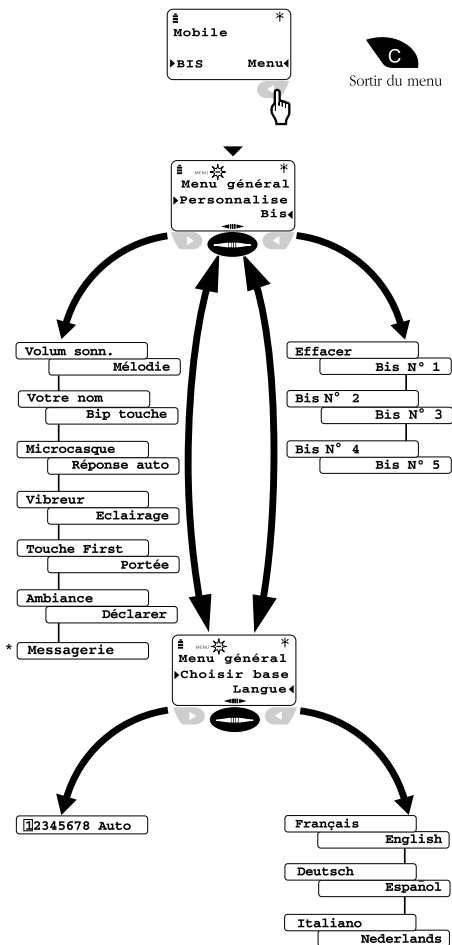 Mobile
BIS Menu
C
Sortir du menu
MENU
Menu général
Personnalise
Bis
Volum sonn.
Mélodie
Votre nom
Bip touche
Microcasque
Réponse auto
Vibreur
Eclairage
Touche First
Portée
Ambiance
Déclarer
* Messagerie
Effacer
Bis N° 1
Bis N° 2
Bis N° 3
Bis N° 4
Bis N° 5
MENU
Menu général
Choisir base
Langue
12345678 Auto
Français
English
Deutsch
Español
Italiano
Nederlands